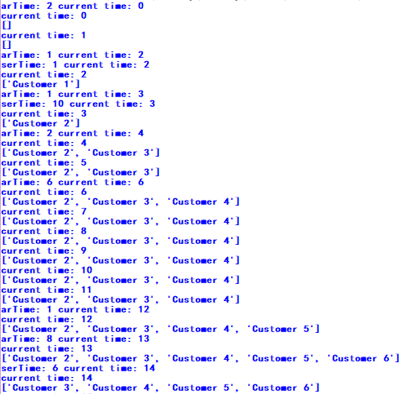 arTime: 2 current time: 0
current time: 0
[]
current time: 1
[]
arTime: 1 current time: 2
serTime: 1 current time: 2
current time: 2
['Customer 1']
arTime: 1 current time: 3
serTime: 10 current time: 3
current time: 3
['Customer 2']
arTime: 2 current time: 4
current time: 4
['Customer 2', 'Customer 3']
current time: 5
['Customer 2', 'Customer 3']
arTime: 6 current time: 6
current time: 6
['Customer 2', 'Customer 3', 'Customer 4']
current time: 7
['Customer 2', 'Customer 3', 'Customer 4']
current time: 8
['Customer 2', 'Customer 3', 'Customer 4']
current time: 9
['Customer 2', 'Customer 3', 'Customer 4']
current time: 10
['Customer 2', 'Customer 3', 'Customer 4']
current time: 11
['Customer 2', 'Customer 3', 'Customer 4']
arTime: 1 current time: 12
current time: 12
['Customer 2', 'Customer 3', 'Customer 4', 'Customer 5']
arTime: 8 current time: 13
current time: 13
['Customer 2', 'Customer 3', 'Customer 4', 'Customer 5', 'Customer 6']
serTime: 6 current time: 14
current time: 14
['Customer 3', 'Customer 4', 'Customer 5', 'Customer 6']